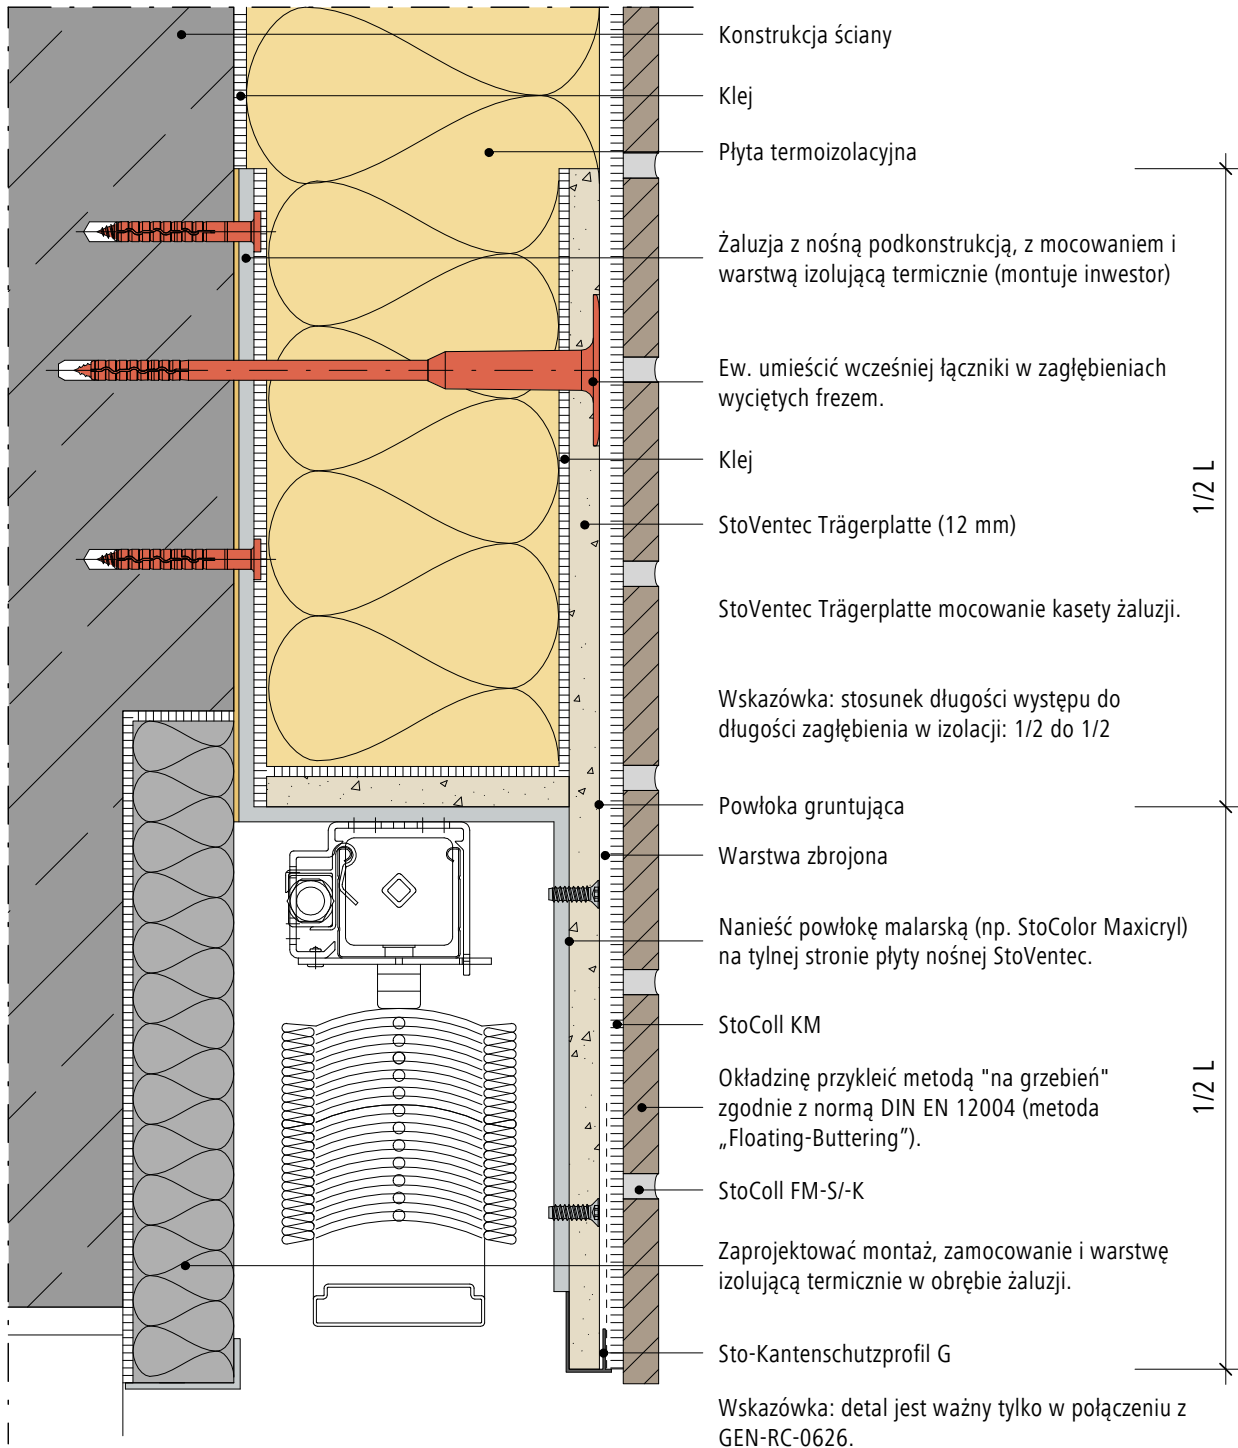 Konstrukcja ściany
Klej
Płyta termoizolacyjna
Żaluzja z nośną podkonstrukcją, z mocowaniem i
warstwą izolującą termicznie (montuje inwestor)
Ew. umieścić wcześniej łączniki w zagłębieniach
wyciętych frezem.
Klej
1/2 L
StoVentec Trägerplatte (12 mm)
StoVentec Trägerplatte mocowanie kasety żaluzji.
Wskazówka: stosunek długości występu do
długości zagłębienia w izolacji: 1/2 do 1/2
Powłoka gruntująca
Warstwa zbrojona
Nanieść powłokę malarską (np. StoColor Maxicryl)
na tylnej stronie płyty nośnej StoVentec.
StoColl KM
Okładzinę przykleić metodą "na grzebień"
zgodnie z normą DIN EN 12004 (metoda
„Floating-Buttering”).
1/2 L
StoColl FM-S/-K
Zaprojektować montaż, zamocowanie i warstwę
izolującą termicznie w obrębie żaluzji.
Sto-Kantenschutzprofil G
Wskazówka: detal jest ważny tylko w połączeniu z
GEN-RC-0626.